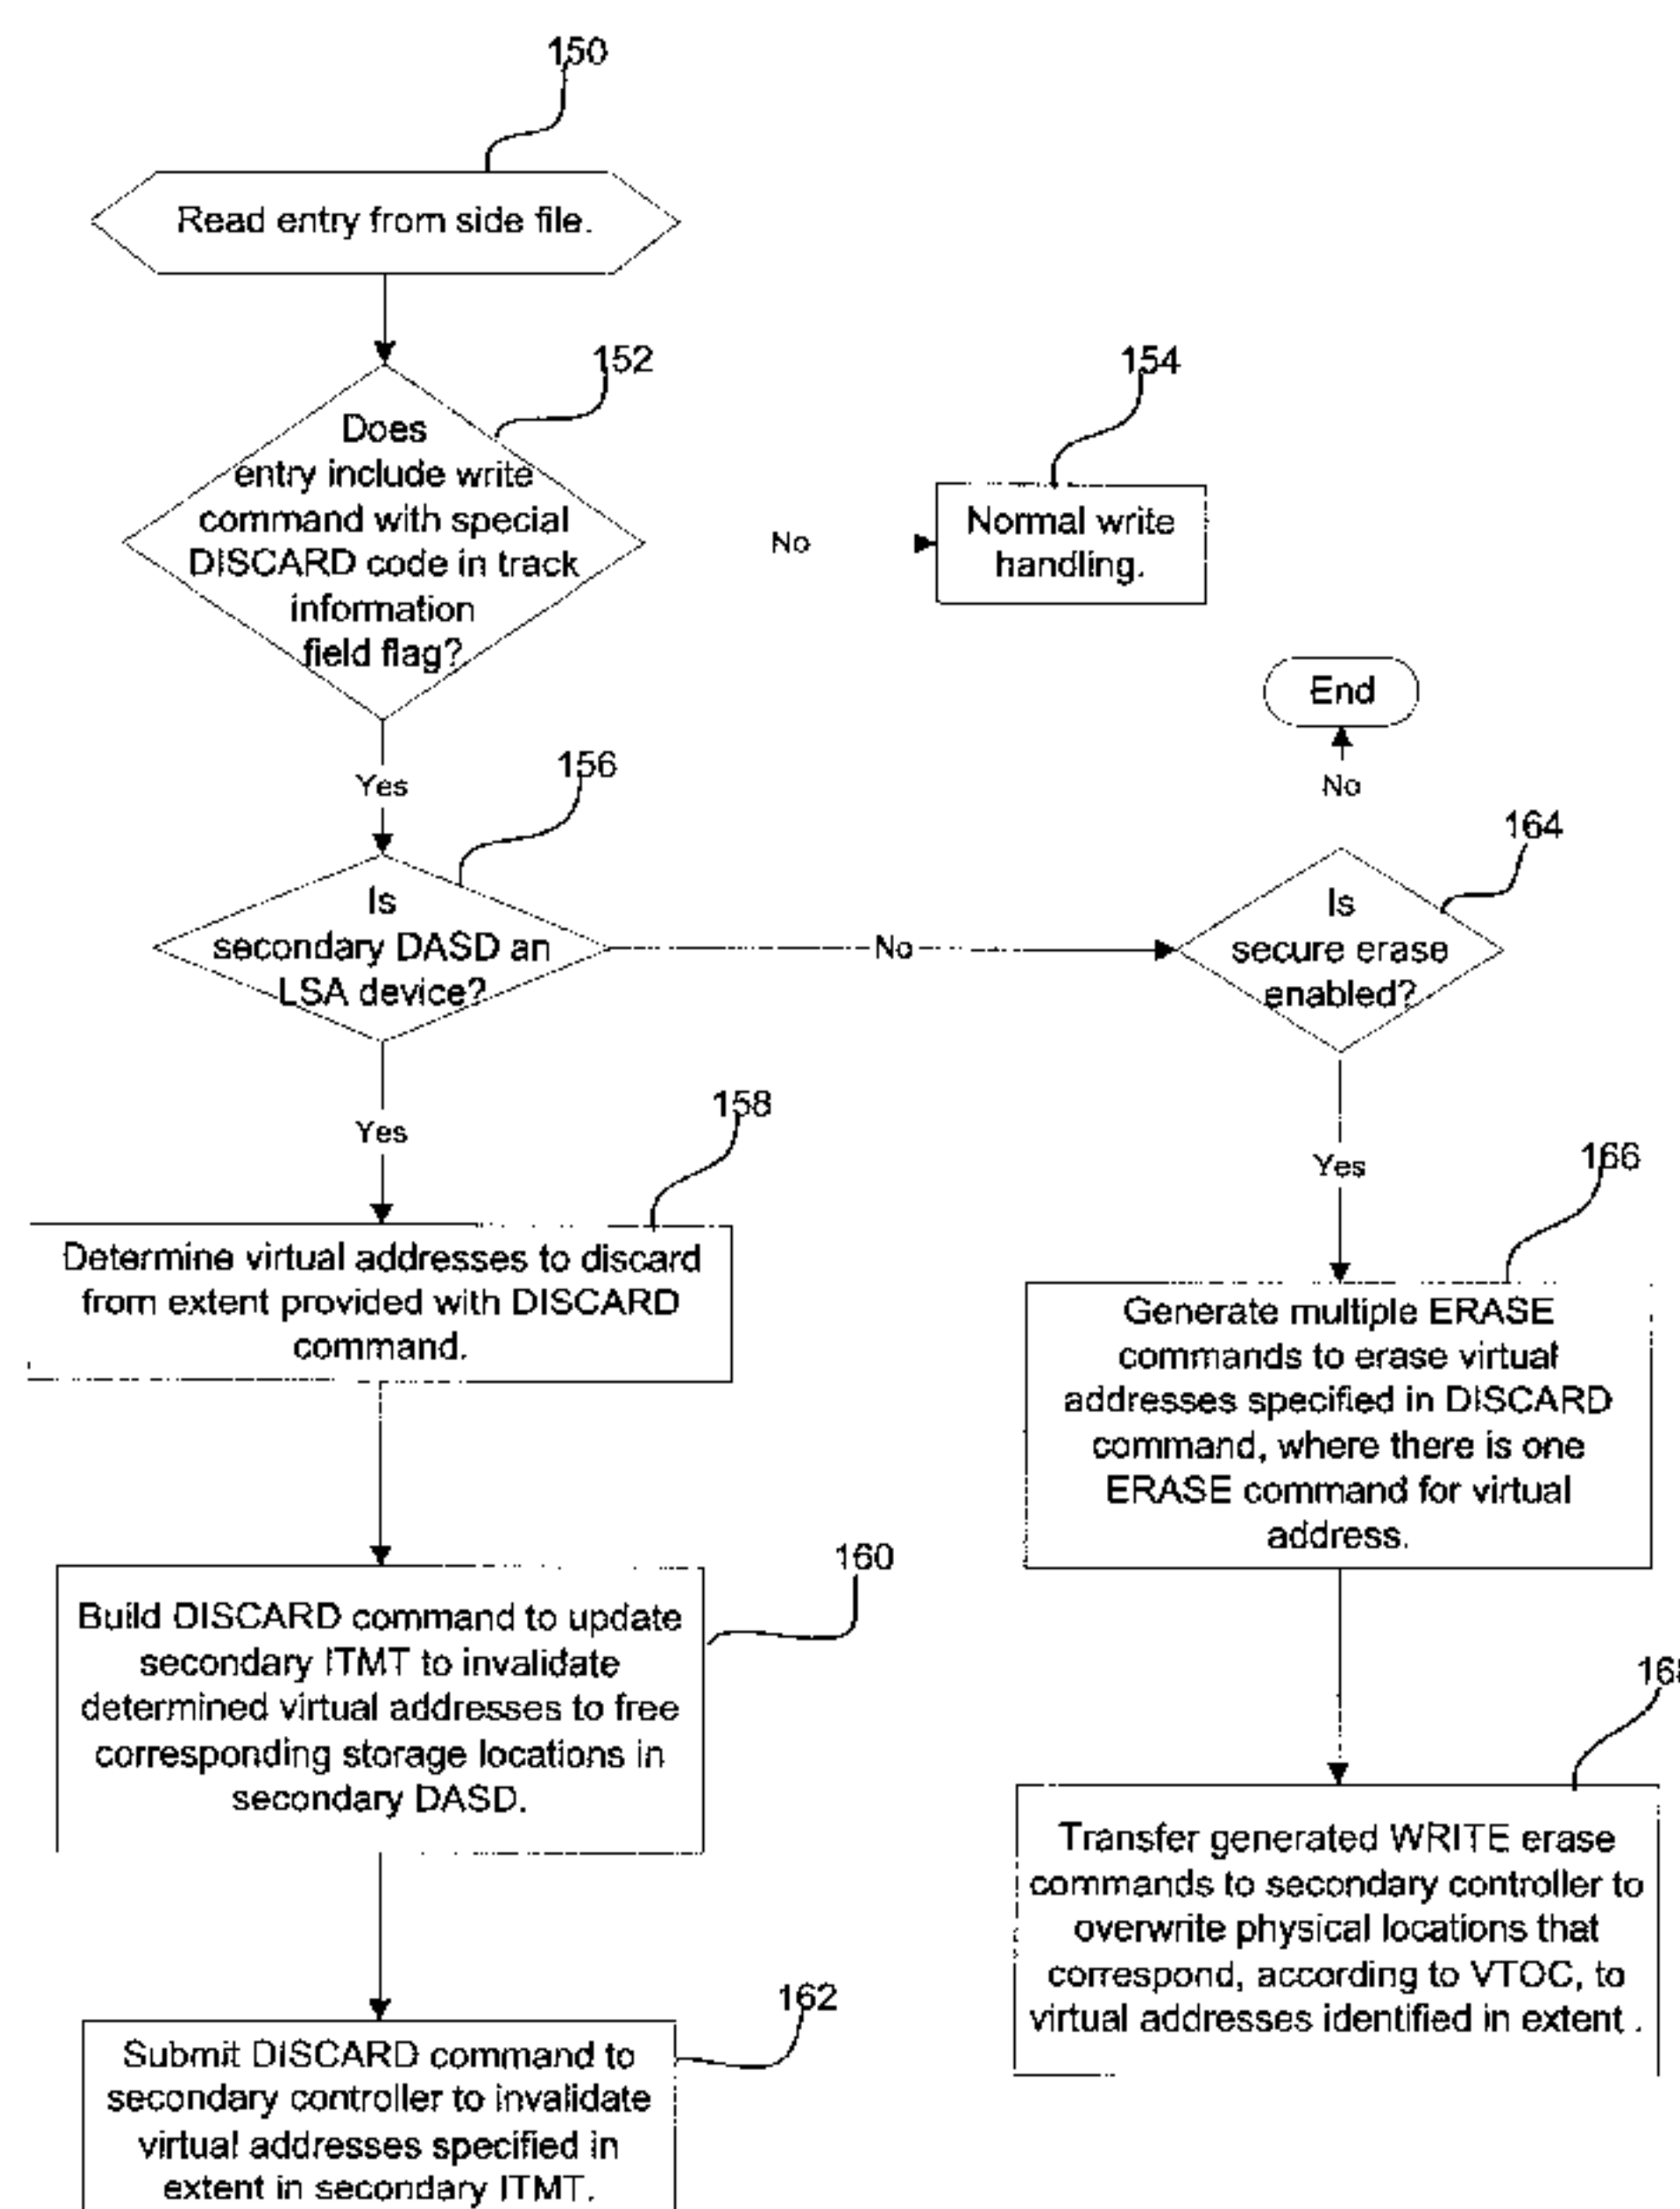 150
Read entry from side file.
152
Does
entry include write
command with special
DISCARD code in track
information
field flag?
No
154
Normal write
handling.
Yes
156
Is
secondary DASD an
LSA device?
No
End
No
164
Is
secure erase
enabled?
Yes
158
Determine virtual addresses to discard
from extent provided with DISCARD
command.
Yes
166
Generate multiple ERASE
commands to erase virtual
addresses specified in DISCARD
command, where there is one
ERASE command for virtual
address.
160
Build DISCARD command to update
secondary ITMT to invalidate
determined virtual addresses to free
corresponding storage locations in
secondary DASD.
168
Transfer generated WRITE erase
commands to secondary controller to
overwrite physical locations that
correspond, according to VTOC, to
virtual addresses identified in extent .
162
Submit DISCARD command to
secondary controller to invalidate
virtual addresses specified in
extent in secondary ITMT.